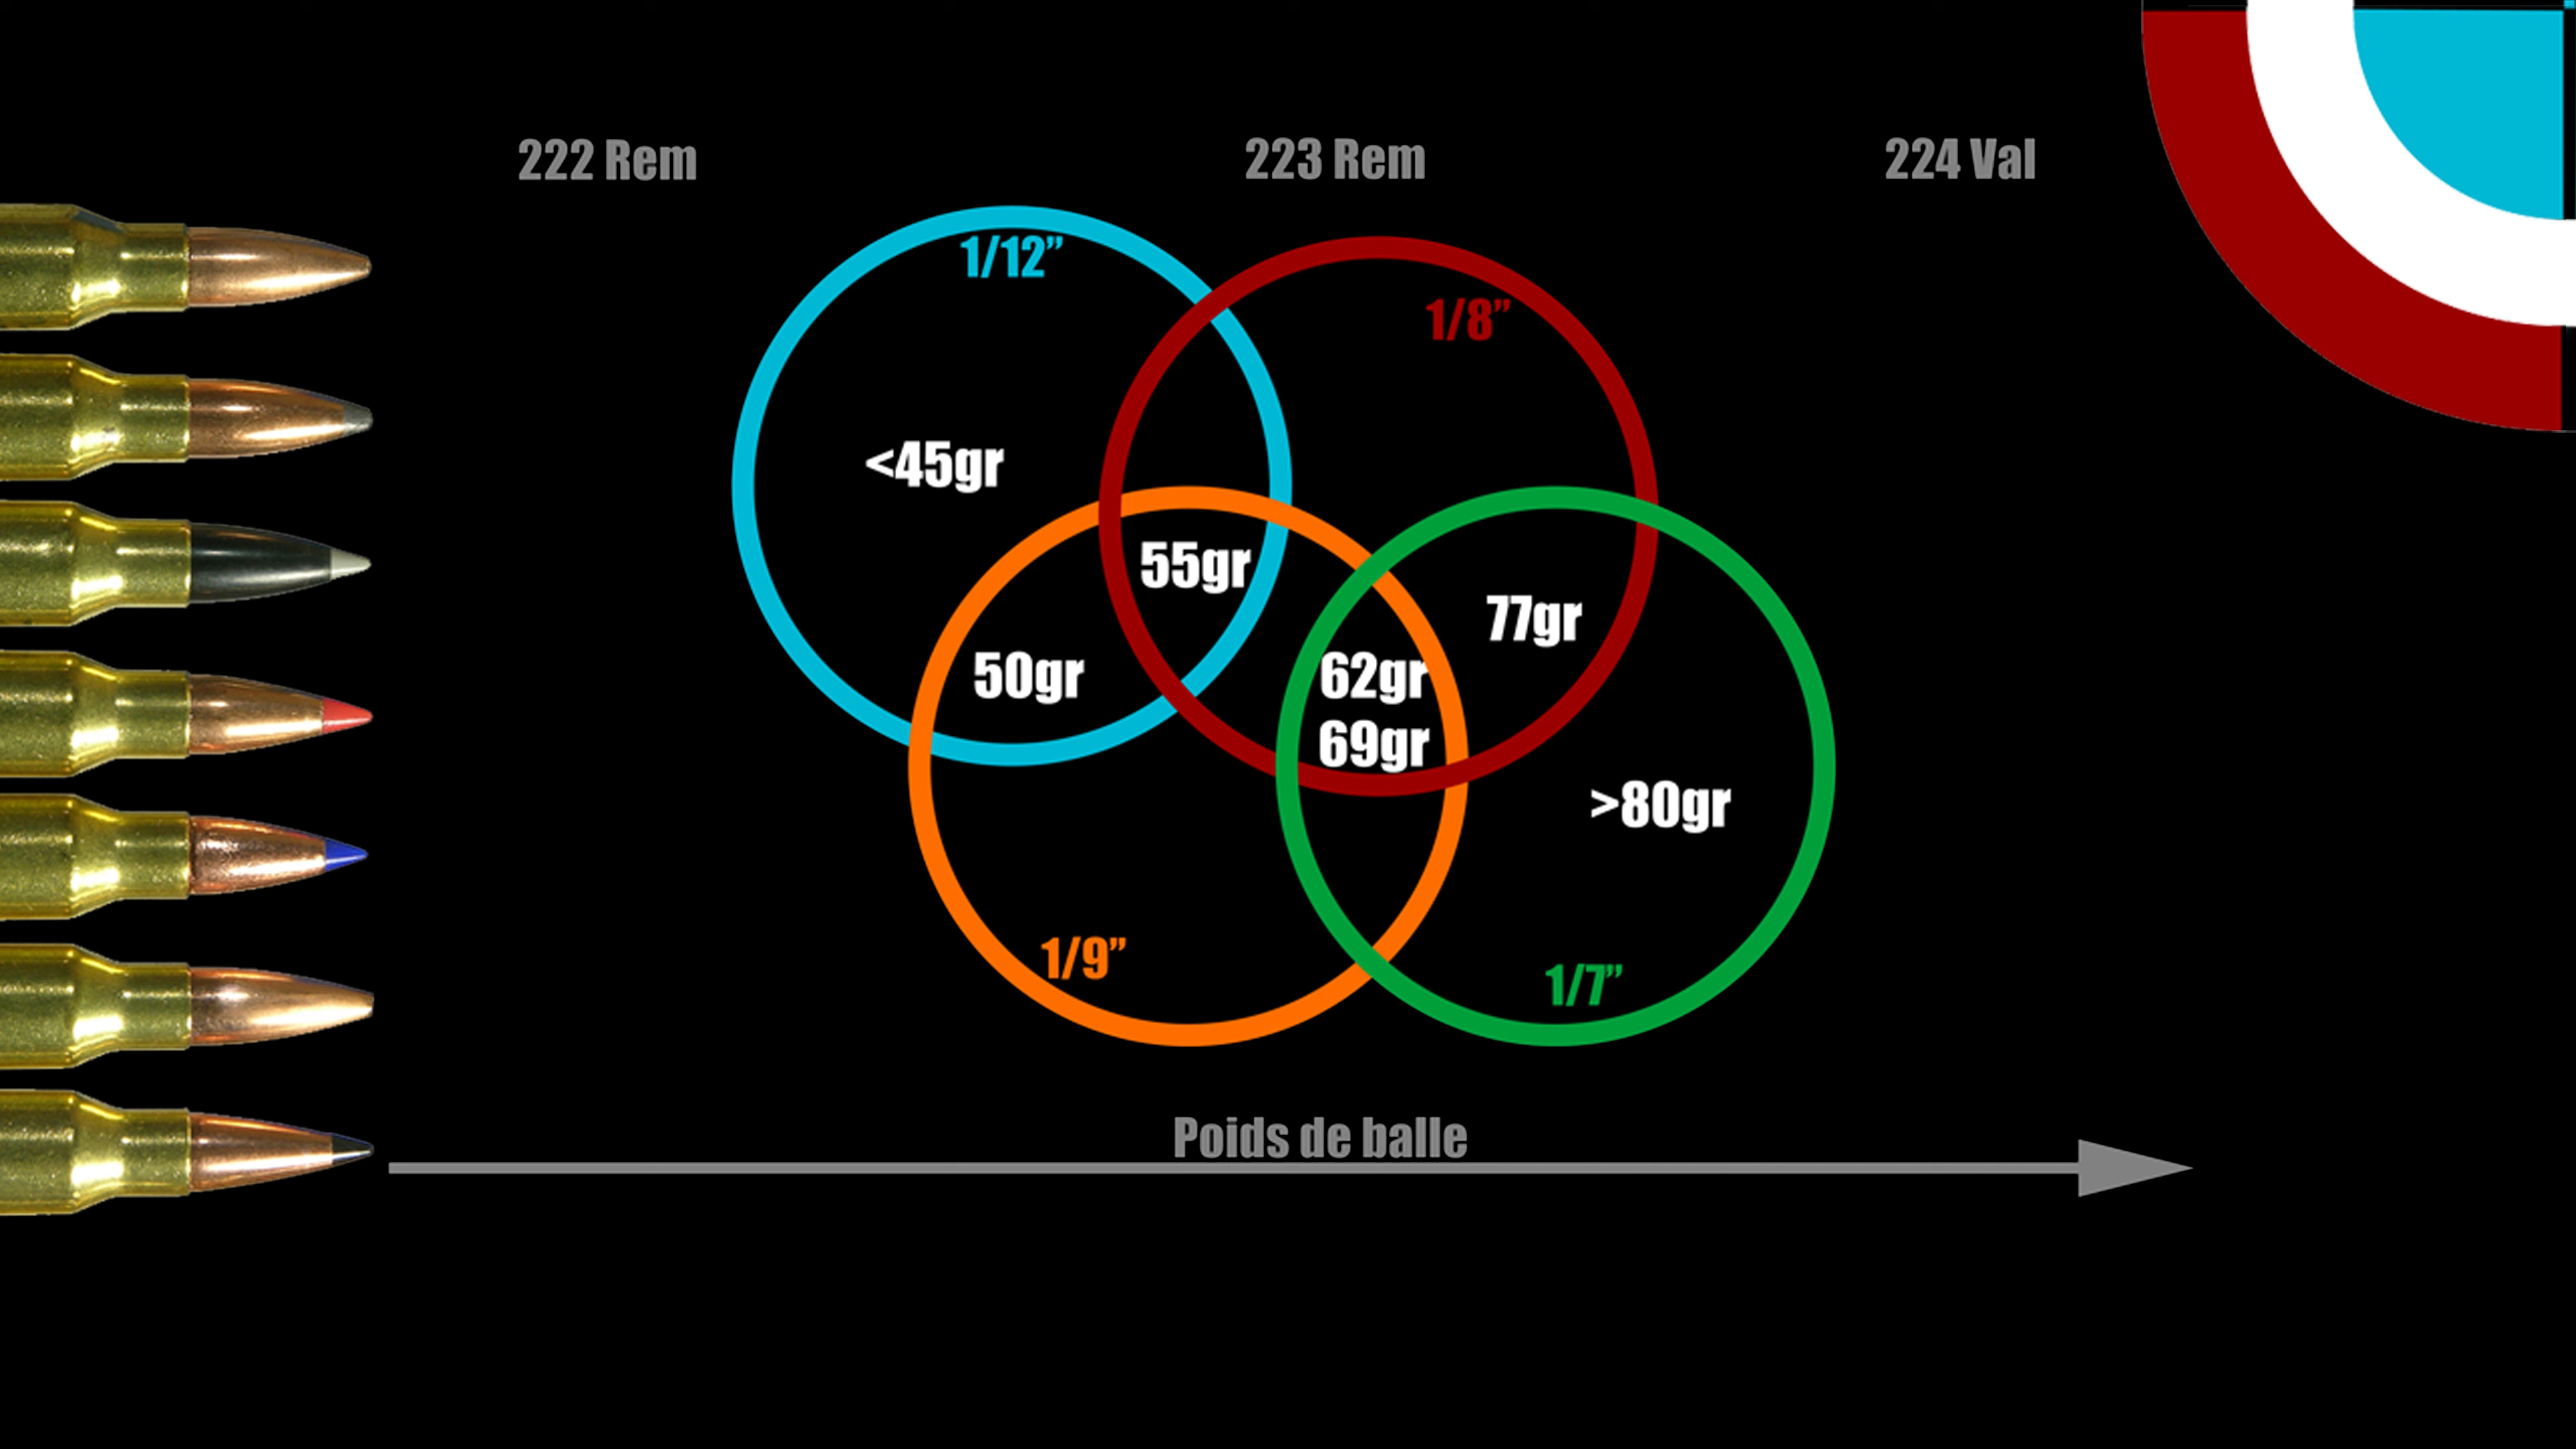 222 Rem
223 Rem
224 Val
1/12”
1/8”
<45gr
55gr
50gr
62gr
69gr
77gr
>80gr
1/9”
1/7”
Poids de balle